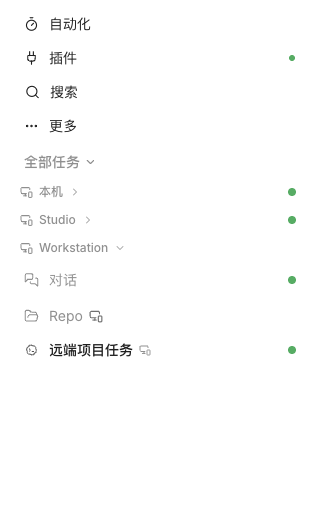 自动化
插件
搜索
更多
全部任务
本机
Studio
Workstation
对话
Repo
远端项目任务